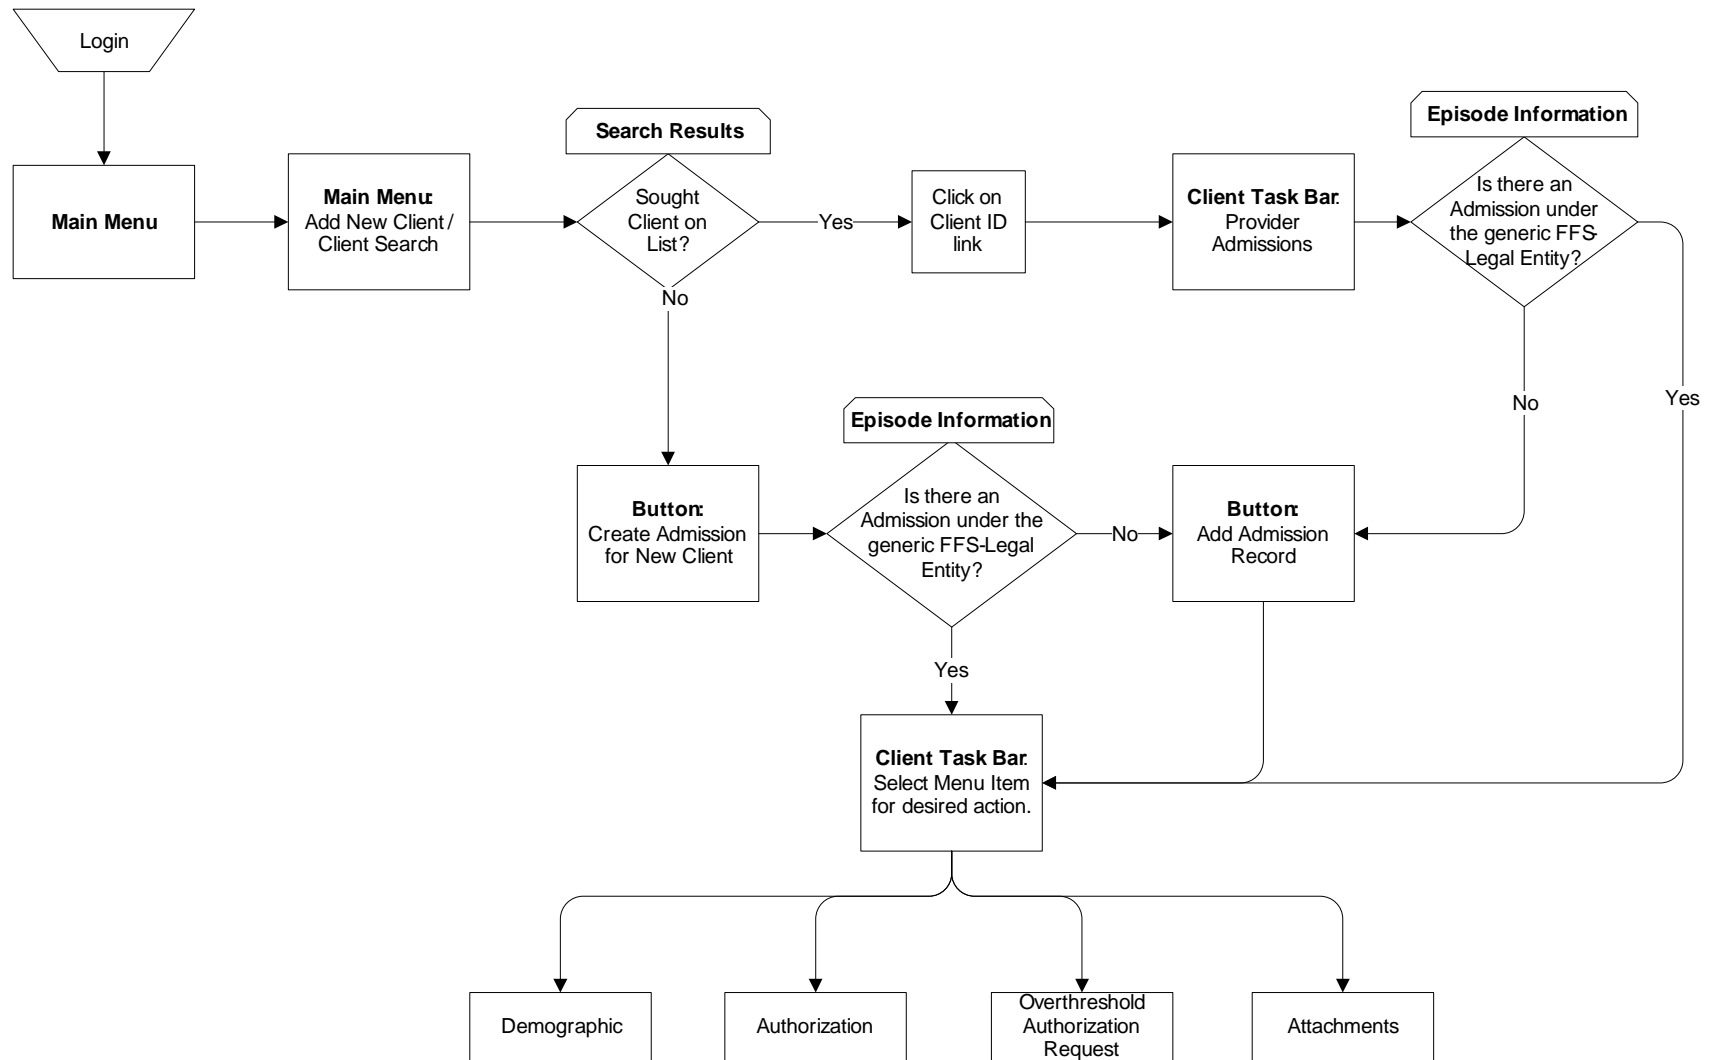 Login
Main Menu
Main Menu:
Add New Client /
Client Search
Search Results
Sought
Client on
List?
Yes
No
Click on
Client ID
link
Client Task Bar:
Provider
Admissions
Episode Information
Is there an
Admission under
the generic FFS-
Legal Entity?
No
Yes
Button:
Create Admission
for New Client
Episode Information
Is there an
Admission under the
generic FFS-Legal
Entity?
No
Yes
Button:
Add Admission
Record
Client Task Bar:
Select Menu Item
for desired action.
Demographic
Authorization
Overthreshold
Authorization
Request
Attachments